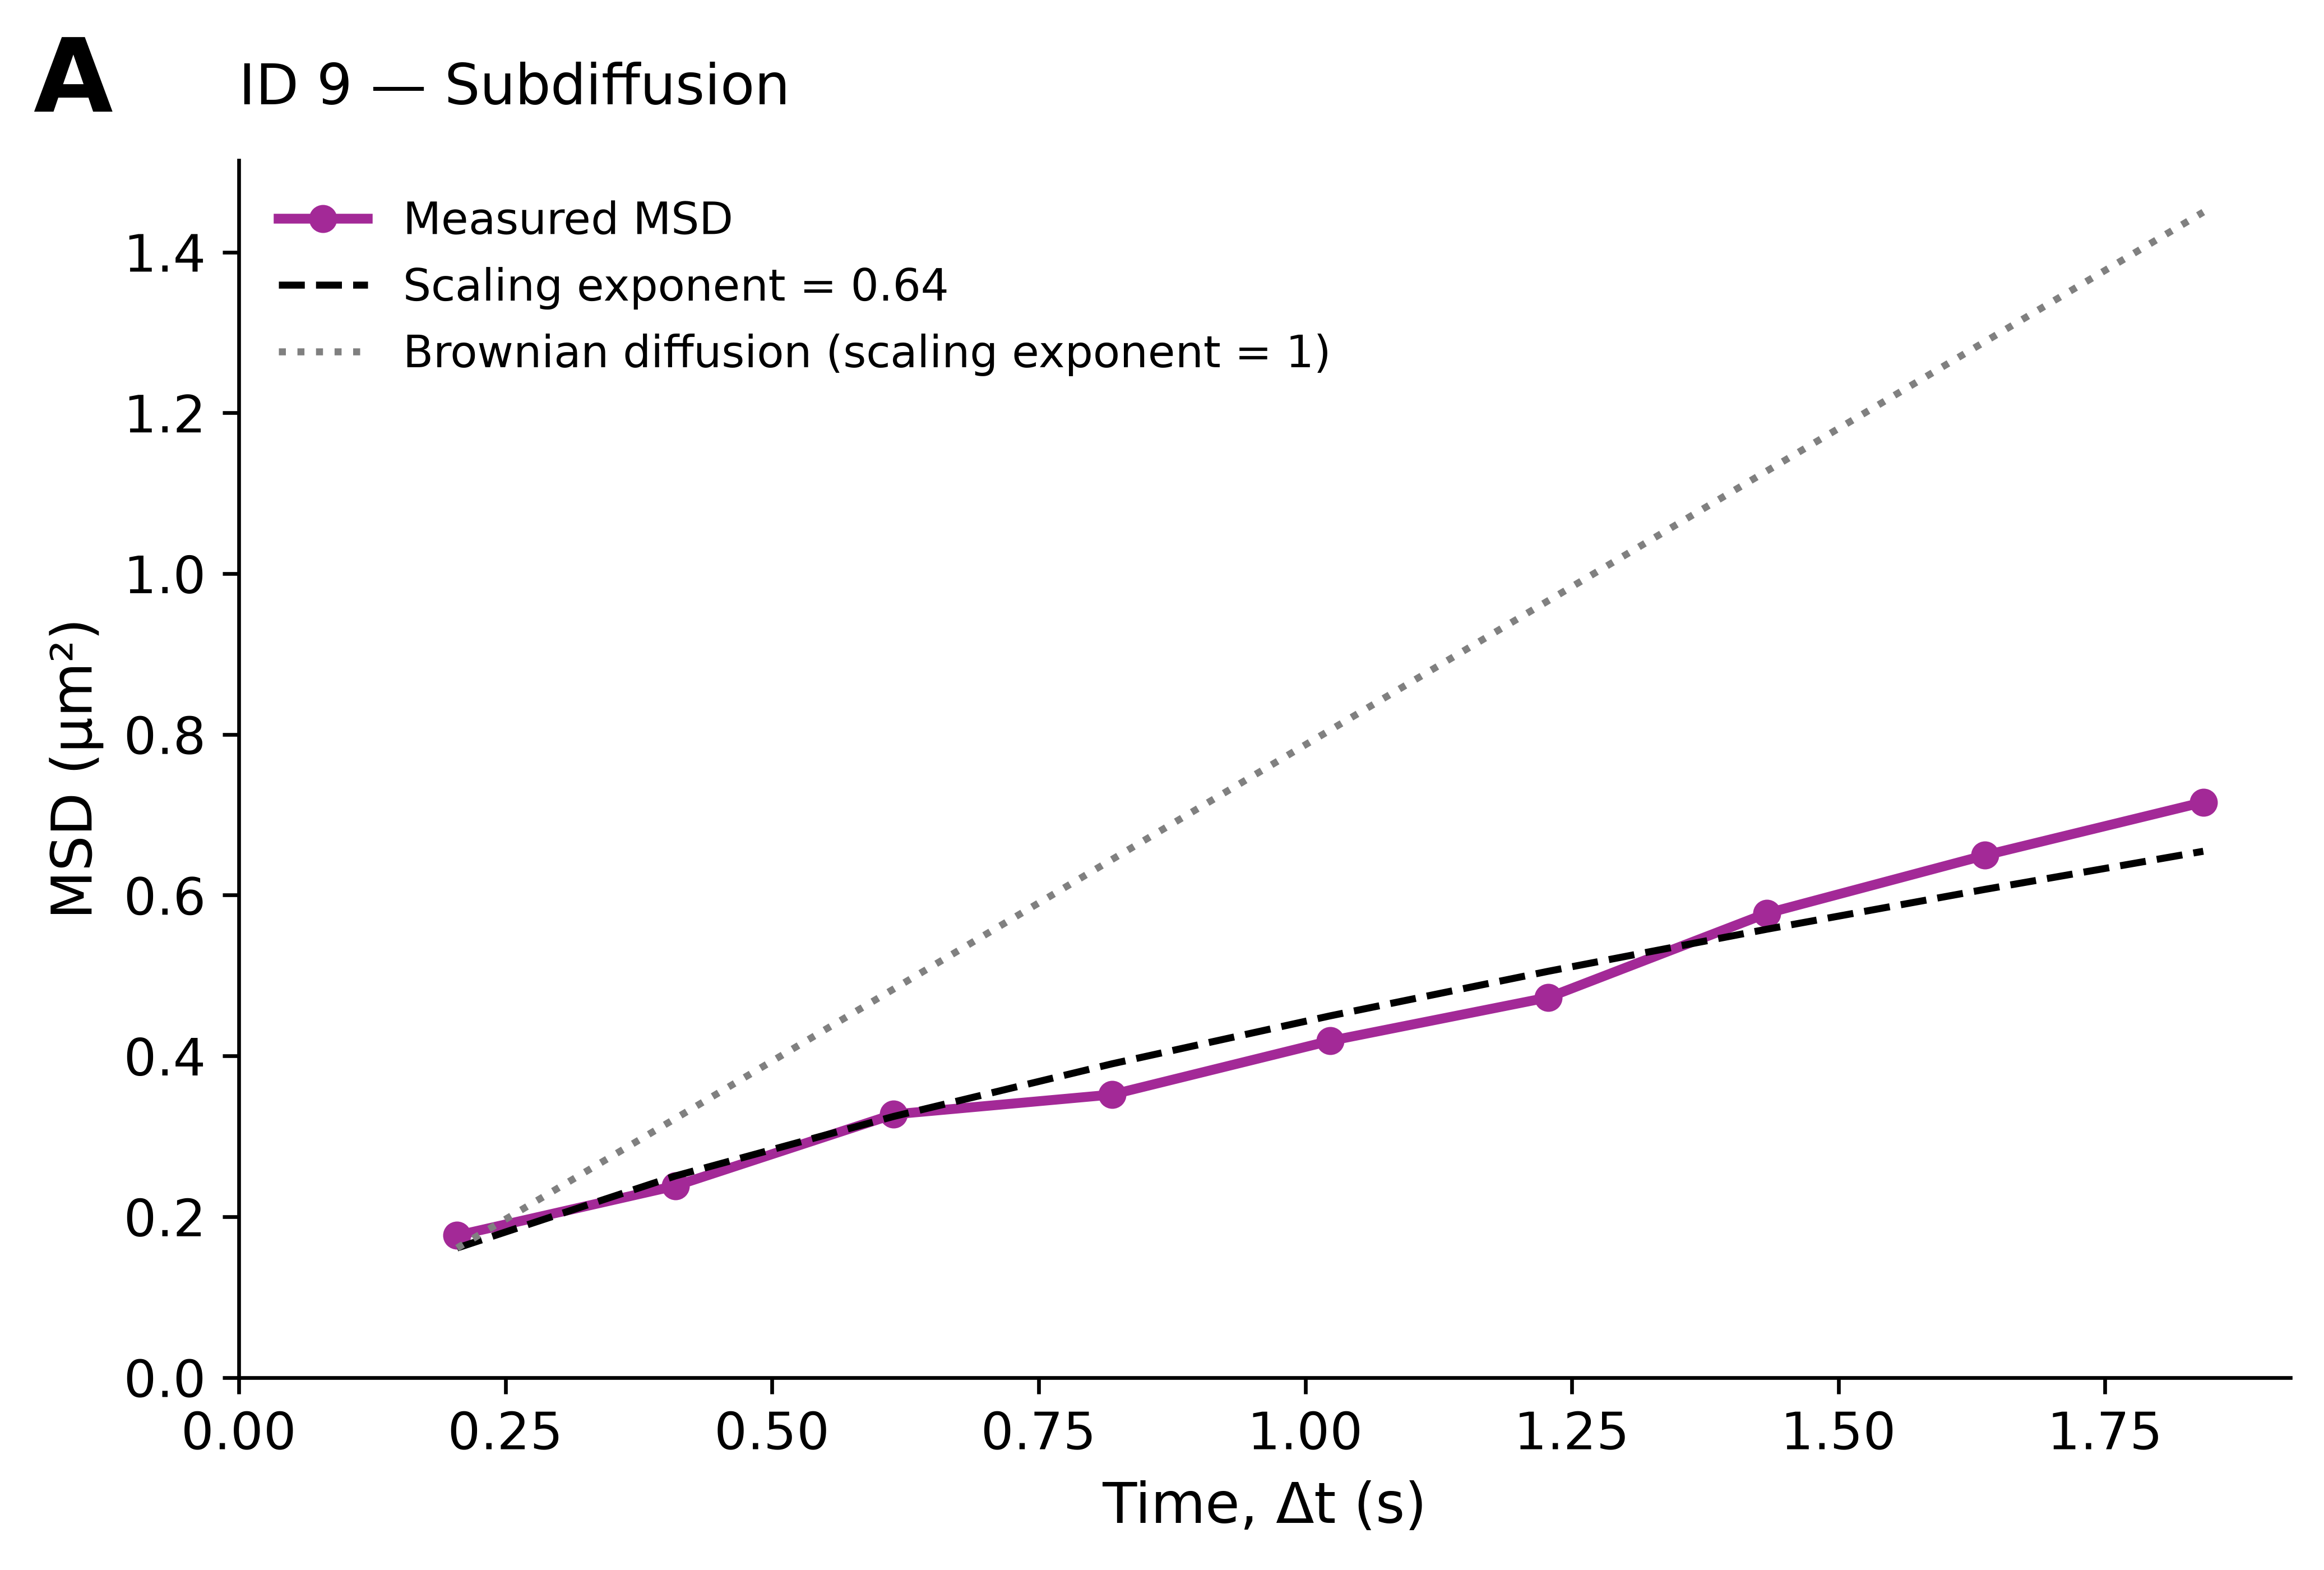 A
ID 9 — Subdiffusion
Measured MSD
Scaling exponent = 0.64
Brownian diffusion (scaling exponent = 1)
MSD (µm²)
1.4
1.2
1.0
0.8
0.6
0.4
0.2
0.0
0.00 0.25 0.50 0.75 1.00 1.25 1.50 1.75
Time, Δt (s)